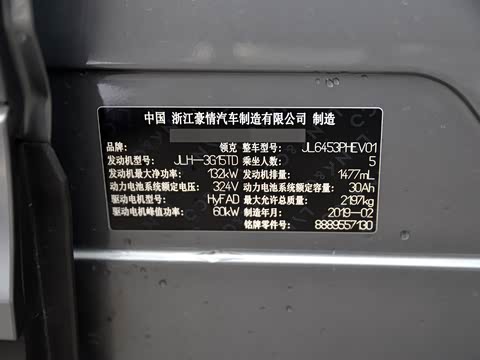 中国 浙江豪情汽车制造有限公司 制造
品牌: 领克 整车型号: JL6453PHEV01
发动机型号: JLH-3G15TD 乘坐人数: 5
发动机最大净功率: 132kW 发动机排量: 1477mL
动力电池系统额定电压: 324V 动力电池系统额定容量: 30Ah
驱动电机型号: HyFAD 最大允许总质量: 2197kg
驱动电机峰值功率: 60kW 制造年月: 2019-02
铭牌零件号: 8889557130